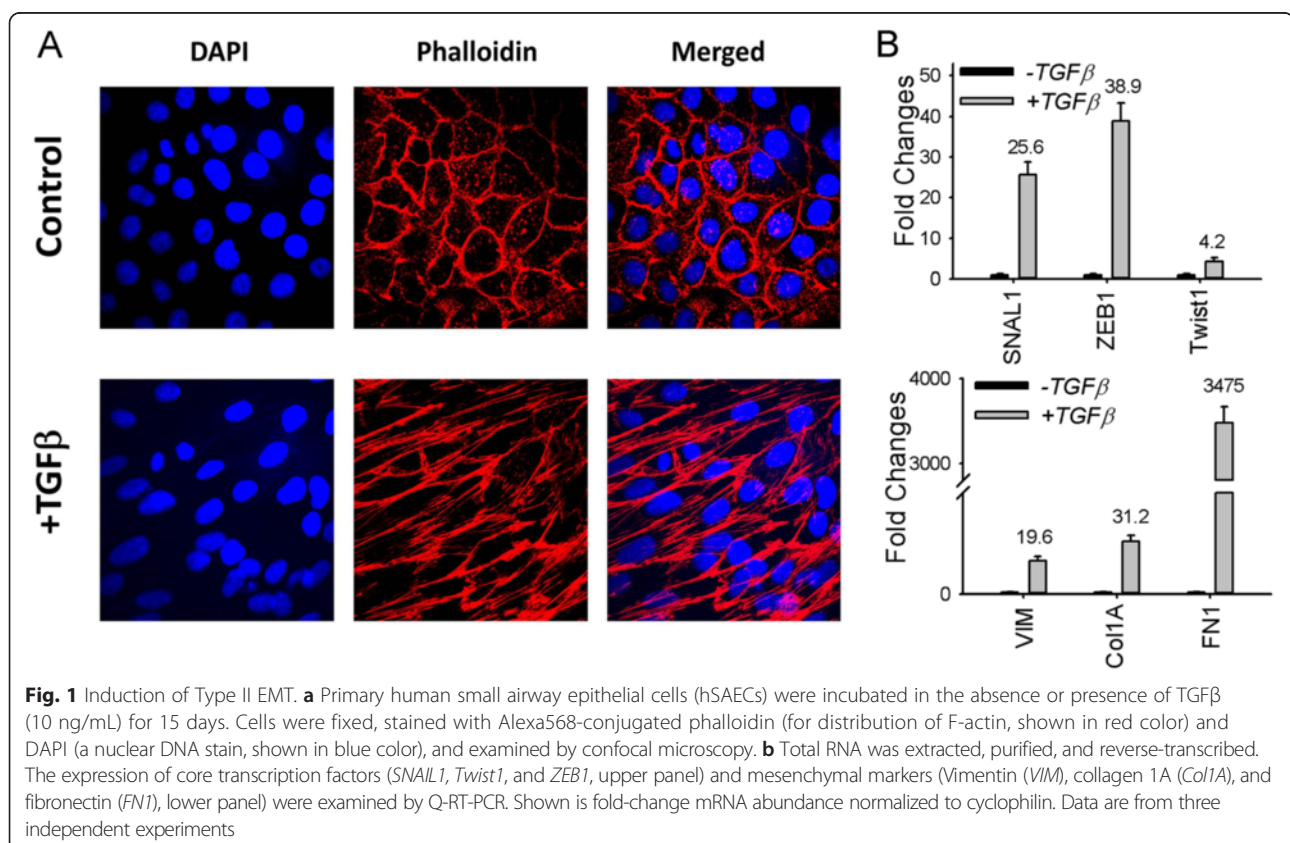 A
DAPI
Phalloidin
Merged
Control
+TGFβ
B
-TGFβ
+TGFβ
Fold Changes
50
40
30
20
10
0
25.6
38.9
4.2
SNAL1
ZEB1
Twist1
-TGFβ
+TGFβ
Fold Changes
4000
3000
0
19.6
31.2
3475
VIM
Col1A
FN1
Fig. 1 Induction of Type II EMT. a Primary human small airway epithelial cells (hSAECs) were incubated in the absence or presence of TGFβ
(10 ng/mL) for 15 days. Cells were fixed, stained with Alexa568-conjugated phalloidin (for distribution of F-actin, shown in red color) and
DAPI (a nuclear DNA stain, shown in blue color), and examined by confocal microscopy. b Total RNA was extracted, purified, and reverse-transcribed.
The expression of core transcription factors (SNAIL1, Twist1, and ZEB1, upper panel) and mesenchymal markers (Vimentin (VIM), collagen 1A (Col1A), and
fibronectin (FN1), lower panel) were examined by Q-RT-PCR. Shown is fold-change mRNA abundance normalized to cyclophilin. Data are from three
independent experiments